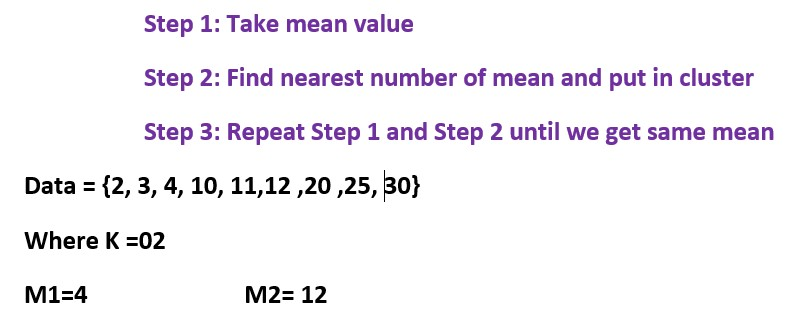 Step 1: Take mean value
Step 2: Find nearest number of mean and put in cluster
Step 3: Repeat Step 1 and Step 2 until we get same mean
Data = {2, 3, 4, 10, 11,12 ,20 ,25, 30}
Where K =02
M1=4 M2= 12